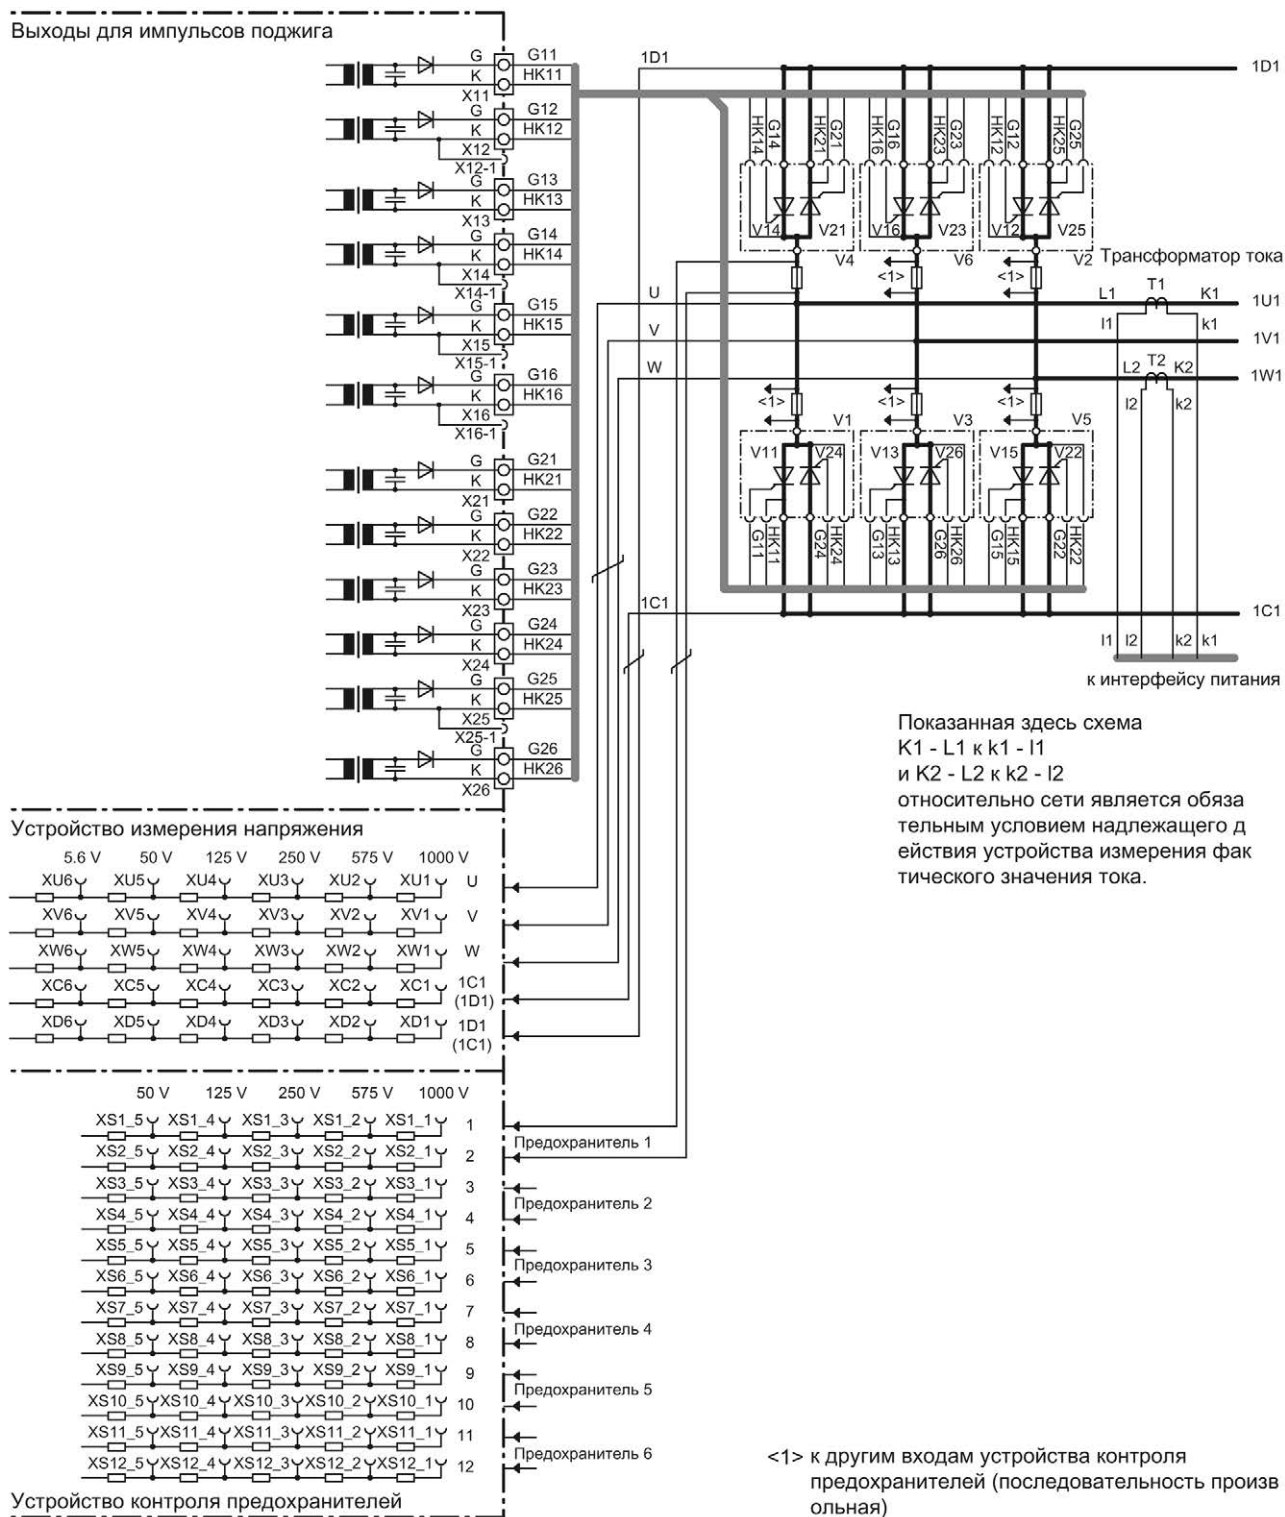 Выходы для импульсов поджига
G G11
K HK11
X11
G G12
K HK12
X12
X12-1
G G13
K HK13
X13
G G14
K HK14
X14
X14-1
G G15
K HK15
X15
X15-1
G G16
K HK16
X16
X16-1
G G21
K HK21
X21
G G22
K HK22
X22
G G23
K HK23
X23
G G24
K HK24
X24
G G25
K HK25
X25
X25-1
G G26
K HK26
X26
1D1 1D1
HK14 G14 HK21 G21 HK16 G16 HK23 G23 HK12 G12 HK25 G25
V14 V21 V16 V23 V12 V25
V4 V6 V2
Трансформатор тока
<1> <1>
U L1 T1 K1 1U1
l1 k1
V 1V1
W L2 T2 K2 1W1
l2 k2
<1> <1> <1>
V1 V3 V5
V11 V24 V13 V26 V15 V22
G11 HK11 G24 HK24 G13 HK13 G26 HK26 G15 HK15 G22 HK22
1C1 1C1
l1 l2 k2 k1
к интерфейсу питания
Показанная здесь схема
K1 - L1 к k1 - l1
и K2 - L2 к k2 - l2
относительно сети является обяза
тельным условием надлежащего д
ействия устройства измерения фак
тического значения тока.
Устройство измерения напряжения
5.6 V 50 V 125 V 250 V 575 V 1000 V
XU6 XU5 XU4 XU3 XU2 XU1 U
XV6 XV5 XV4 XV3 XV2 XV1 V
XW6 XW5 XW4 XW3 XW2 XW1 W
XC6 XC5 XC4 XC3 XC2 XC1 1C1
(1D1)
XD6 XD5 XD4 XD3 XD2 XD1 1D1
(1C1)
50 V 125 V 250 V 575 V 1000 V
XS1_5 XS1_4 XS1_3 XS1_2 XS1_1 1
Предохранитель 1
XS2_5 XS2_4 XS2_3 XS2_2 XS2_1 2
XS3_5 XS3_4 XS3_3 XS3_2 XS3_1 3
Предохранитель 2
XS4_5 XS4_4 XS4_3 XS4_2 XS4_1 4
XS5_5 XS5_4 XS5_3 XS5_2 XS5_1 5
Предохранитель 3
XS6_5 XS6_4 XS6_3 XS6_2 XS6_1 6
XS7_5 XS7_4 XS7_3 XS7_2 XS7_1 7
Предохранитель 4
XS8_5 XS8_4 XS8_3 XS8_2 XS8_1 8
XS9_5 XS9_4 XS9_3 XS9_2 XS9_1 9
Предохранитель 5
XS10_5 XS10_4 XS10_3 XS10_2 XS10_1 10
XS11_5 XS11_4 XS11_3 XS11_2 XS11_1 11
Предохранитель 6
XS12_5 XS12_4 XS12_3 XS12_2 XS12_1 12
Устройство контроля предохранителей
<1> к другим входам устройства контроля
предохранителей (последовательность произв
ольная)